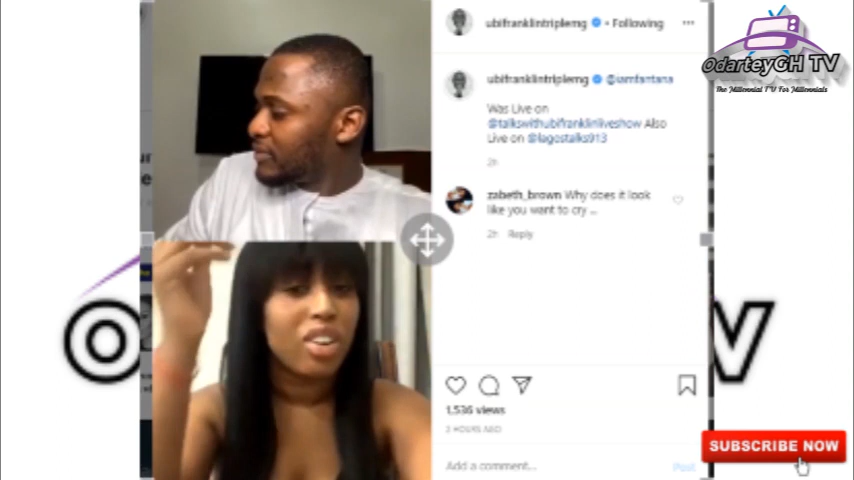 ubifranklintriplemg • Following •••
OdarteyGH TV
The Millennial TV For Millennials
ubifranklintriplemg @iamfantana
Was Live on
@talkswithubifranklinliveshow Also
Live on @lagostalks913
2h
zabeth_brown Why does it look
like you want to cry ...
2h Reply
1,536 views
2 HOURS AGO
Add a comment... Post
SUBSCRIBE NOW
O
V